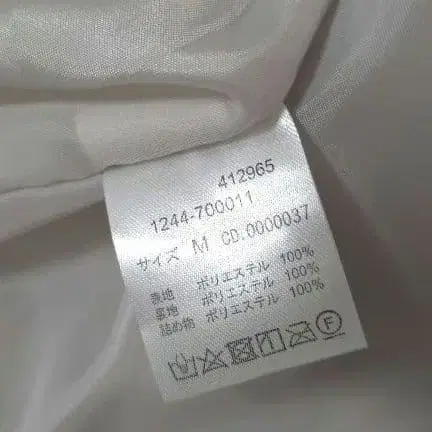 412965
1244-700011
サイズ M CD.0000037
表地 ポリエステル 100%
裏地 ポリエステル 100%
詰め物 ポリエステル 100%
F